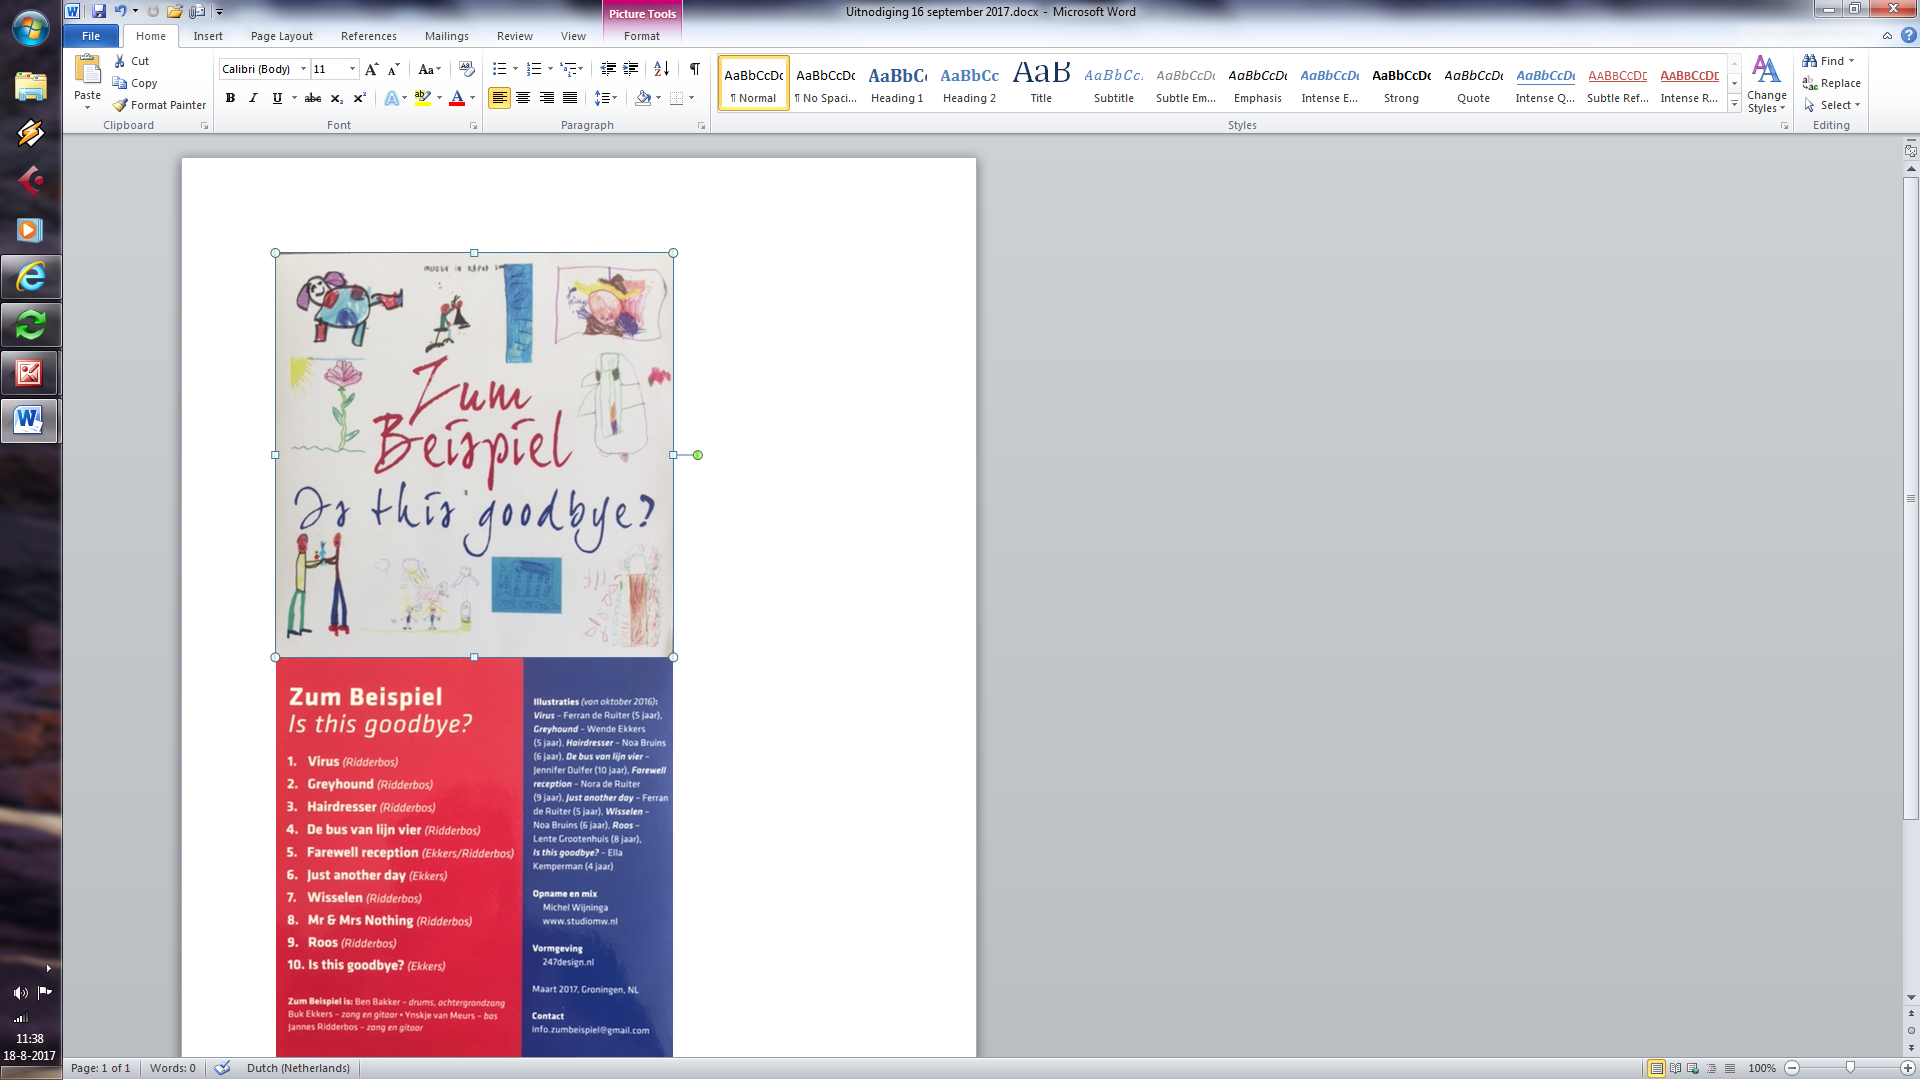 Uitnodiging 16 september 2017.docx - Microsoft Word
Picture Tools
File Home Insert Page Layout References Mailings Review View Format
Paste
Cut
Copy
Format Painter
Clipboard
Calibri (Body) 11
Font
Paragraph
AaBbCcDc AaBbCcDc AaBbC AaBbCc AaB AaBbCc. AaBbCcDc AaBbCcDc AaBbCcDc AaBbCcDc AaBbCcDc AaBbCcDc AABBCCDE AABBCCDE
¶ Normal ¶ No Spaci... Heading 1 Heading 2 Title Subtitle Subtle Em... Emphasis Intense E... Strong Quote Intense Q... Subtle Ref... Intense R...
Change
Styles
Styles
Find
Replace
Select
Editing
Zum
Beispiel
Is this goodbye?
Zum Beispiel
Is this goodbye?
1. Virus (Ridderbos)
2. Greyhound (Ridderbos)
3. Hairdresser (Ridderbos)
4. De bus van lijn vier (Ridderbos)
5. Farewell reception (Ekkers/Ridderbos)
6. Just another day (Ekkers)
7. Wisselen (Ridderbos)
8. Mr & Mrs Nothing (Ridderbos)
9. Roos (Ridderbos)
10. Is this goodbye? (Ekkers)
Zum Beispiel is: Ben Bakker – drums, achtergrondzang
Buk Ekkers – zang en gitaar • Ynskje van Meurs – bas
Jannes Ridderbos – zang en gitaar
Illustraties (van oktober 2016):
Virus – Ferran de Ruiter (5 jaar),
Greyhound – Wende Ekkers
(5 jaar), Hairdresser – Noa Bruins
(6 jaar), De bus van lijn vier –
Jennifer Dulfer (10 jaar), Farewell
reception – Nora de Ruiter
(9 jaar), Just another day – Ferran
de Ruiter (5 jaar), Wisselen –
Noa Bruins (6 jaar), Roos –
Lente Grootenhuis (8 jaar),
Is this goodbye? – Ella
Kemperman (4 jaar)
Opname en mix
Michel Wijninga
www.studiomw.nl
Vormgeving
247design.nl
Maart 2017, Groningen, NL
Contact
info.zumbeispiel@gmail.com
11:38
18-8-2017
Page: 1 of 1 Words: 0 Dutch (Netherlands) 100%